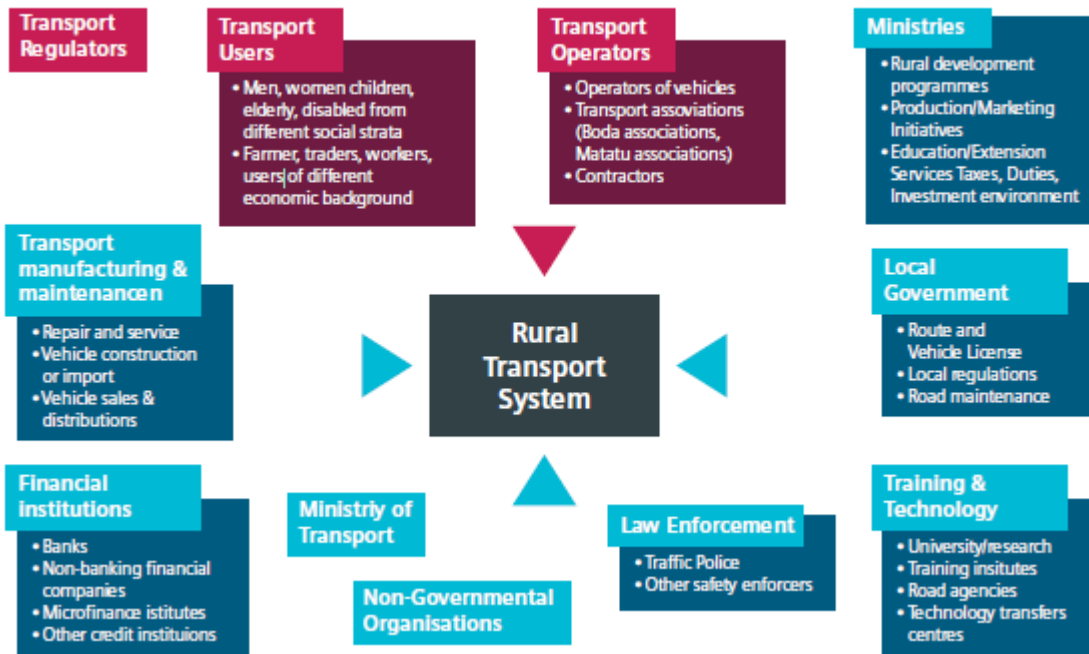 Transport
Regulators
Transport
Users
• Men, women children,
elderly, disabled from
different social strata
• Farmer, traders, workers,
users of different
economic background
Transport
Operators
• Operators of vehicles
• Transport assoviations
(Boda associations,
Matatu associations)
• Contractors
Ministries
• Rural development
programmes
• Production/Marketing
Initiatives
• Education/Extension
Services Taxes, Duties,
Investment environment
Transport
manufacturing &
maintenancen
• Repair and service
• Vehicle construction
or import
• Vehicle sales &
distributions
Rural
Transport
System
Local
Government
• Route and
Vehicle License
• Local regulations
• Road maintenance
Financial
institutions
• Banks
• Non-banking financial
companies
• Microfinance istitutes
• Other credit instituions
Ministriy of
Transport
Non-Governmental
Organisations
Law Enforcement
• Traffic Police
• Other safety enforcers
Training &
Technology
• University/research
• Training insitutes
• Road agencies
• Technology transfers
centres